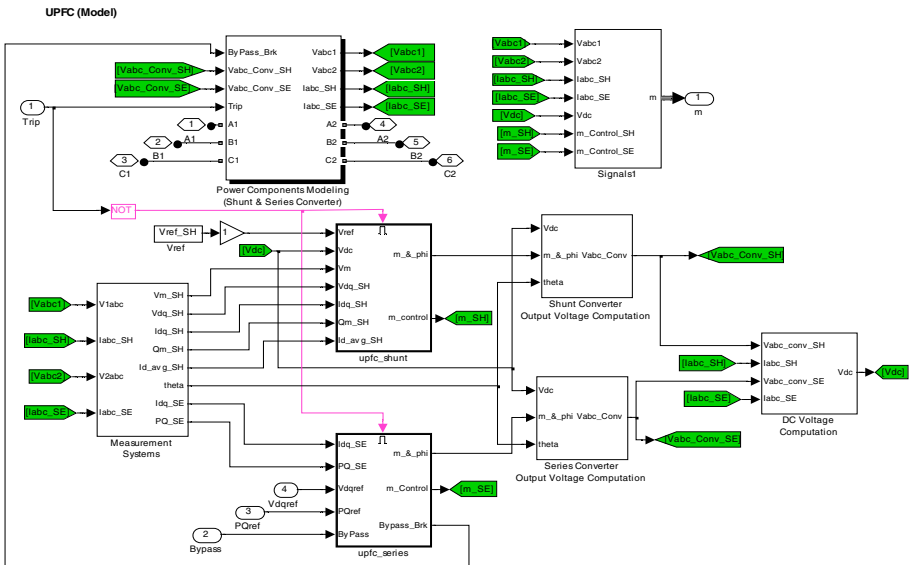 UPFC (Model)
ByPass_Brk
Vabc_Conv_SH
Vabc_Conv_SE
Trip
A1
B1
C1
Vabc1
Vabc2
Iabc_SH
Iabc_SE
A2
B2
C2
Power Components Modeling
(Shunt & Series Converter)
[Vabc_Conv_SH]
[Vabc_Conv_SE]
1
Trip
1
A1
2
B1
3
C1
[Vabc1]
[Vabc2]
[Iabc_SH]
[Iabc_SE]
4
A2
5
B2
6
C2
[Vabc1]
[Vabc2]
[Iabc_SH]
[Iabc_SE]
[Vdc]
[m_SH]
[m_SE]
Vabc1
Vabc2
Iabc_SH
Iabc_SE
Vdc
m_Control_SH
m_Control_SE
m
Signals1
1
m
NOT
Vref_SH
Vref
1
[Vdc]
Vref
Vdc
Vm
Vdq_SH
Idq_SH
Qm_SH
Id_avg_SH
m_&_phi
m_control
upfc_shunt
[m_SH]
Vdc
m_&_phi
Vabc_Conv
theta
Shunt Converter
Output Voltage Computation
[Vabc_Conv_SH]
[Vabc1]
[Iabc_SH]
[Vabc2]
[Iabc_SE]
V1abc
Iabc_SH
V2abc
Iabc_SE
Vm_SH
Vdq_SH
Idq_SH
Qm_SH
Id_avg_SH
theta
Idq_SE
PQ_SE
Measurement
Systems
Idq_SE
PQ_SE
Vdqref
PQref
ByPass
m_&_phi
m_Control
Bypass_Brk
upfc_series
4
Vdqref
3
PQref
2
Bypass
[m_SE]
Vdc
m_&_phi
Vabc_Conv
theta
Series Converter
Output Voltage Computation
[Vabc_Conv_SE]
[Iabc_SH]
[Iabc_SE]
Vabc_conv_SH
Iabc_SH
Vabc_conv_SE
Iabc_SE
Vdc
DC Voltage
Computation
[Vdc]